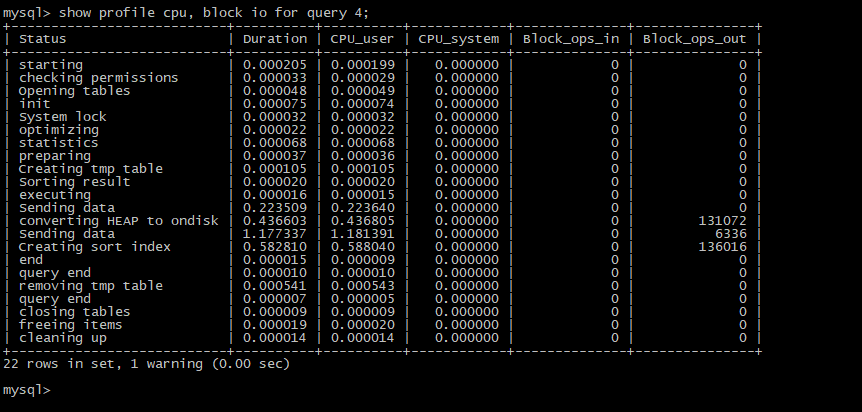 mysql> show profile cpu, block io for query 4;
+----------------------------+----------+----------+------------+--------------+---------------+
| Status                     | Duration | CPU_user | CPU_system | Block_ops_in | Block_ops_out |
+----------------------------+----------+----------+------------+--------------+---------------+
| starting                   | 0.000205 | 0.000199 |   0.000000 |            0 |             0 |
| checking permissions       | 0.000033 | 0.000029 |   0.000000 |            0 |             0 |
| Opening tables             | 0.000048 | 0.000049 |   0.000000 |            0 |             0 |
| init                       | 0.000075 | 0.000074 |   0.000000 |            0 |             0 |
| System lock                | 0.000032 | 0.000032 |   0.000000 |            0 |             0 |
| optimizing                 | 0.000022 | 0.000022 |   0.000000 |            0 |             0 |
| statistics                 | 0.000068 | 0.000068 |   0.000000 |            0 |             0 |
| preparing                  | 0.000037 | 0.000036 |   0.000000 |            0 |             0 |
| Creating tmp table         | 0.000105 | 0.000105 |   0.000000 |            0 |             0 |
| Sorting result             | 0.000020 | 0.000020 |   0.000000 |            0 |             0 |
| executing                  | 0.000016 | 0.000015 |   0.000000 |            0 |             0 |
| Sending data               | 0.223509 | 0.223640 |   0.000000 |            0 |             0 |
| converting HEAP to ondisk  | 0.436603 | 0.436805 |   0.000000 |            0 |        131072 |
| Sending data               | 1.177337 | 1.181391 |   0.000000 |            0 |          6336 |
| Creating sort index        | 0.582810 | 0.588040 |   0.000000 |            0 |        136016 |
| end                        | 0.000015 | 0.000009 |   0.000000 |            0 |             0 |
| query end                  | 0.000010 | 0.000010 |   0.000000 |            0 |             0 |
| removing tmp table         | 0.000541 | 0.000543 |   0.000000 |            0 |             0 |
| query end                  | 0.000007 | 0.000005 |   0.000000 |            0 |             0 |
| closing tables             | 0.000009 | 0.000009 |   0.000000 |            0 |             0 |
| freeing items              | 0.000019 | 0.000020 |   0.000000 |            0 |             0 |
| cleaning up                | 0.000014 | 0.000014 |   0.000000 |            0 |             0 |
+----------------------------+----------+----------+------------+--------------+---------------+
22 rows in set, 1 warning (0.00 sec)
mysql>